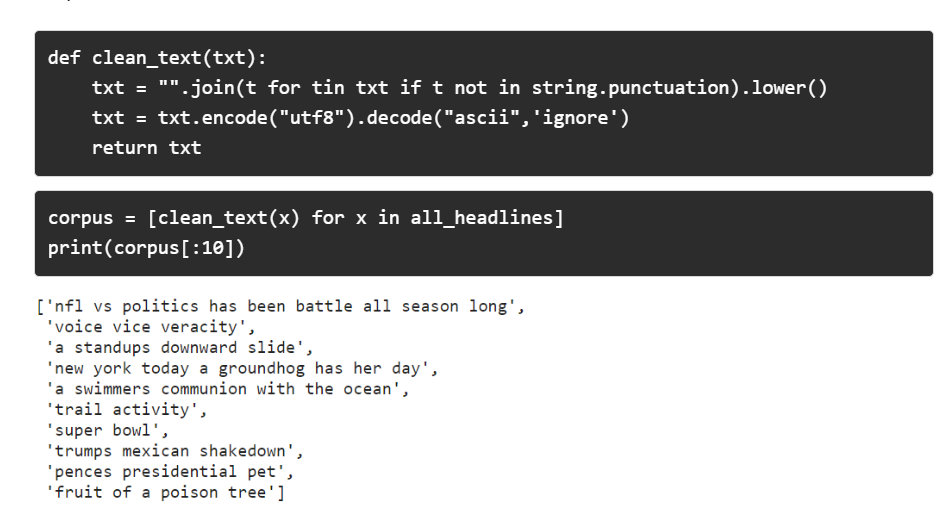 def clean_text(txt):
    txt = "".join(t for tin txt if t not in string.punctuation).lower()
    txt = txt.encode("utf8").decode("ascii",'ignore')
    return txt
corpus = [clean_text(x) for x in all_headlines]
print(corpus[:10])
['nfl vs politics has been battle all season long',
 'voice vice veracity',
 'a standups downward slide',
 'new york today a groundhog has her day',
 'a swimmers communion with the ocean',
 'trail activity',
 'super bowl',
 'trumps mexican shakedown',
 'pences presidential pet',
 'fruit of a poison tree']